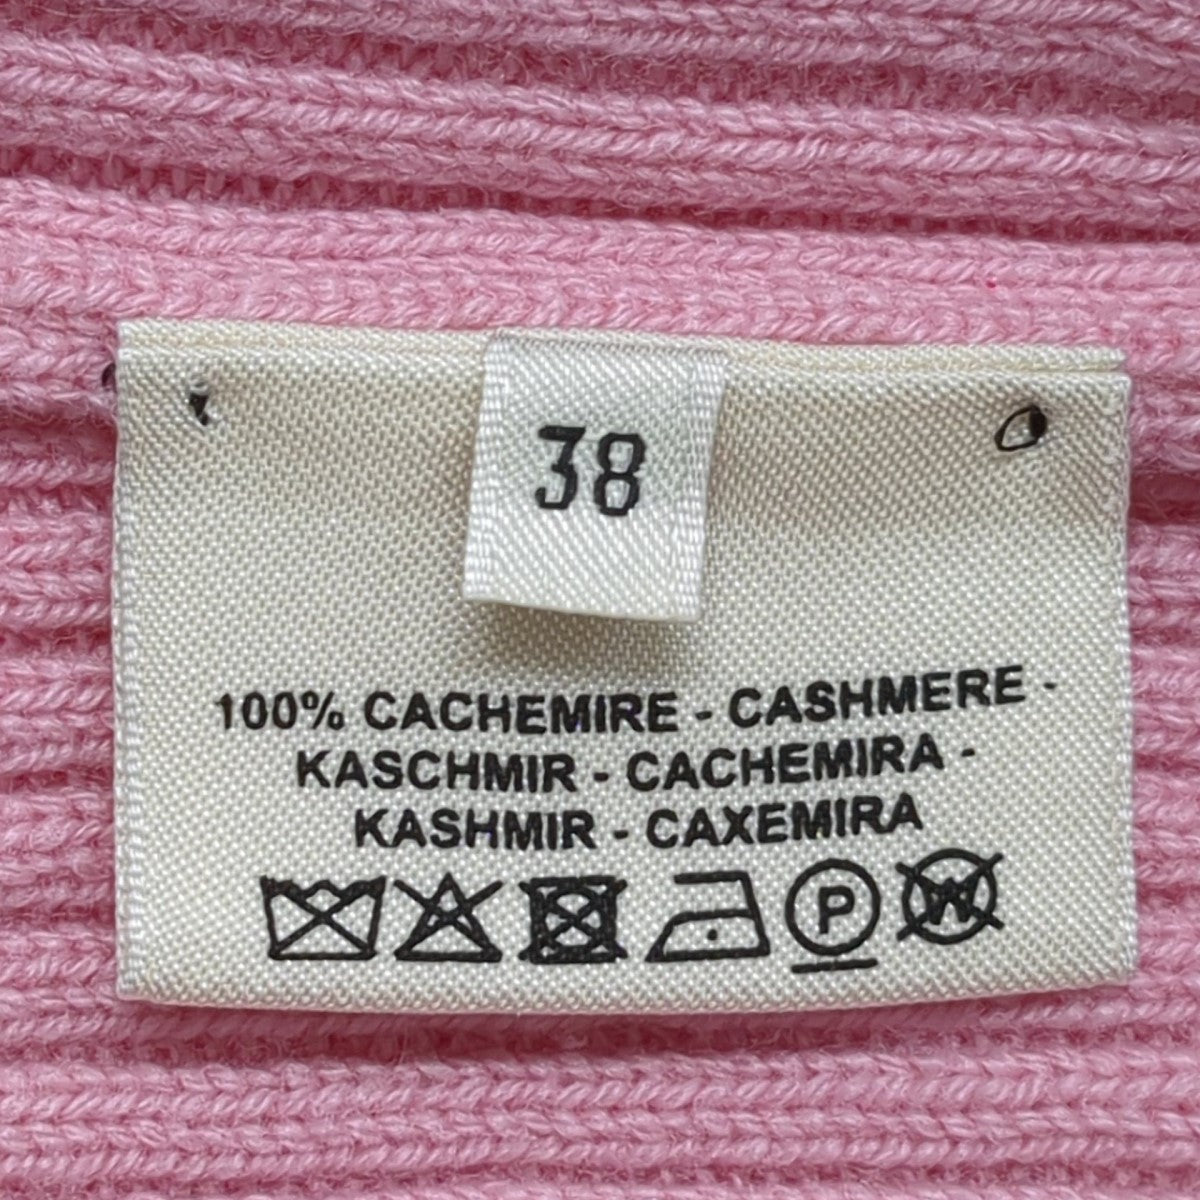 38
100% CACHEMIRE - CASHMERE -
KASCHMIR - CACHEMIRA -
KASHMIR - CAXEMIRA
P W